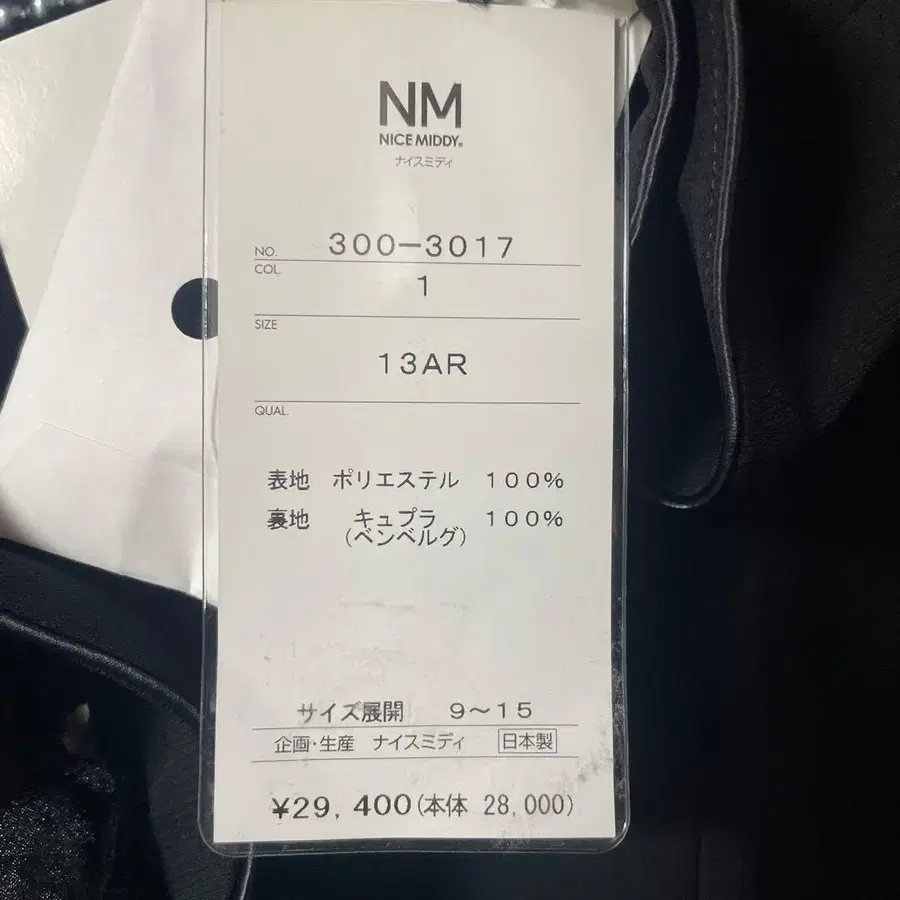 NM
NICE MIDDY®
ナイスミディ
NO. 300-3017
COL. 1
SIZE
13AR
QUAL.
表地 ポリエステル 100%
裏地 キュプラ 100%
(ベンベルグ)
サイズ展開 9～15
企画・生産 ナイスミディ 日本製
¥29,400(本体 28,000)